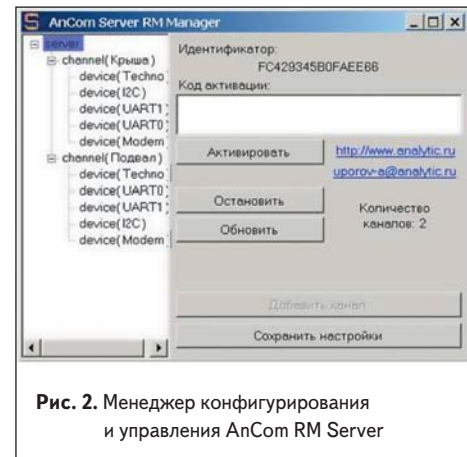 AnCom Server RM Manager
server
channel(Крыша)
device(Techno
device(I2C)
device(UART1)
device(UART0)
device(Modem
channel(Подвал)
device(Techno
device(UART0)
device(UART1)
device(I2C)
device(Modem
Идентификатор:
FC429345B0FAEE66
Код активации:
Активировать
http://www.analytic.ru
uporov-a@analytic.ru
Остановить
Обновить
Количество
каналов: 2
Добавить канал
Сохранить настройки
Рис. 2. Менеджер конфигурирования
и управления AnCom RM Server